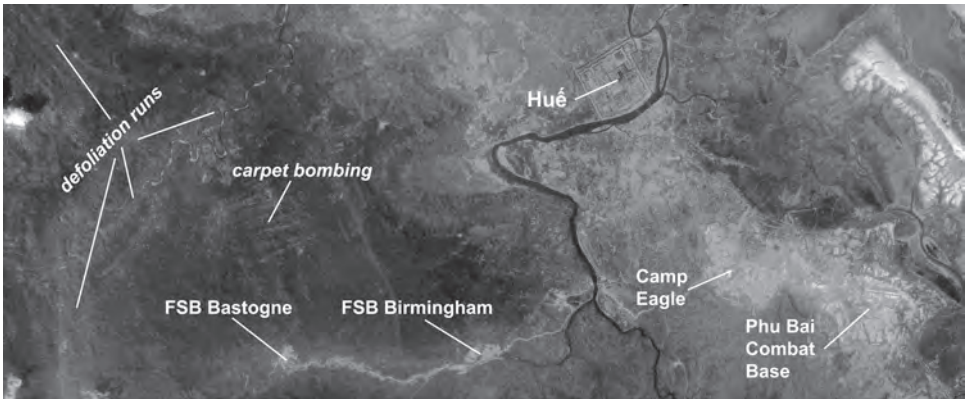 Huế
defoliation runs
carpet bombing
FSB Bastogne
FSB Birmingham
Camp
Eagle
Phu Bai
Combat
Base